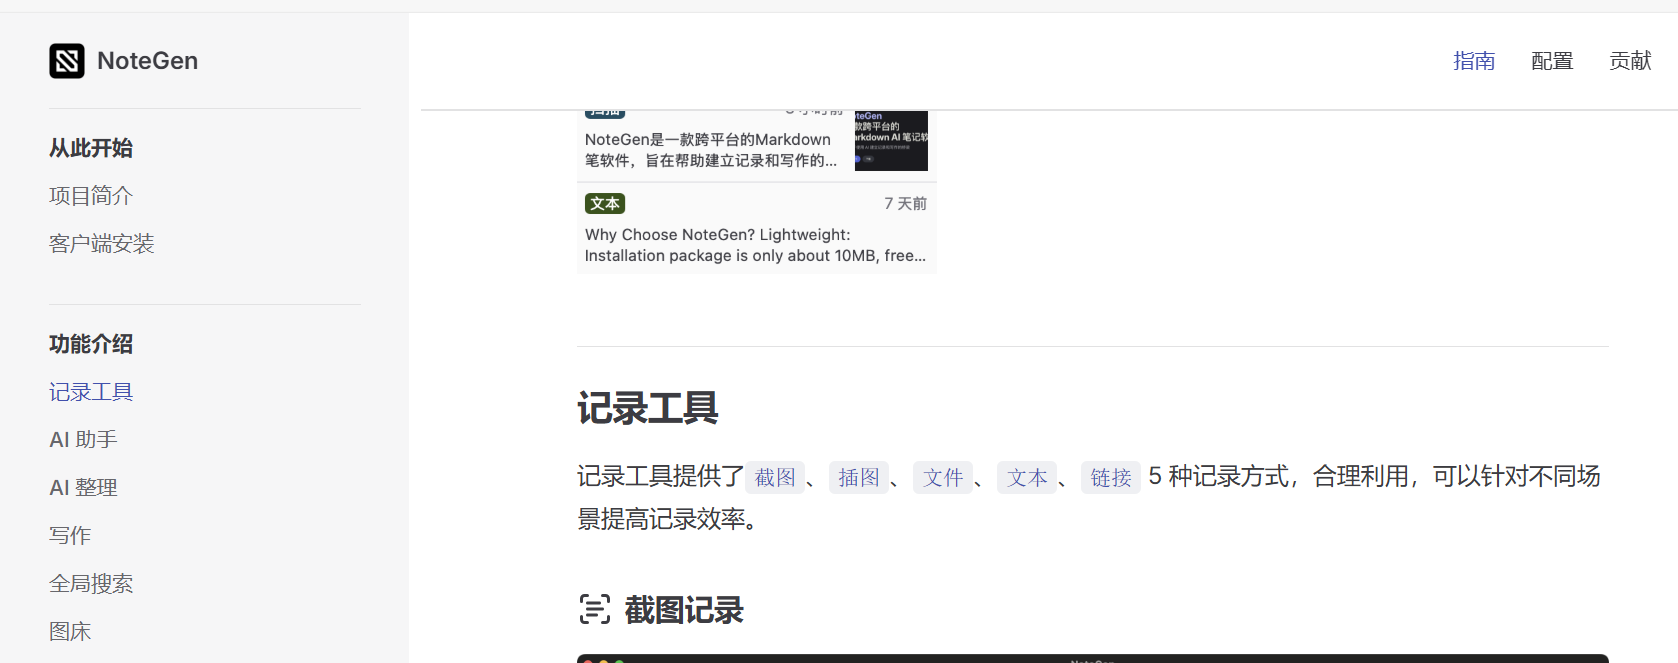 NoteGen
指南 配置 贡献
从此开始
项目简介
客户端安装
功能介绍
记录工具
AI 助手
AI 整理
写作
全局搜索
图床
NoteGen是一款跨平台的Markdown
笔软件，旨在帮助建立记录和写作的...
文本 7 天前
Why Choose NoteGen? Lightweight:
Installation package is only about 10MB, free...
记录工具
记录工具提供了 截图 、 插图 、 文件 、 文本 、 链接 5 种记录方式，合理利用，可以针对不同场
景提高记录效率。
截图记录